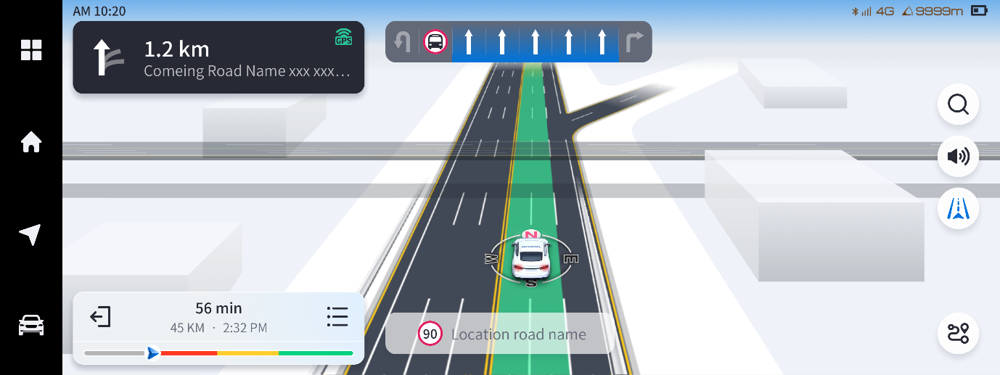 AM 10:20
4G 9999m
GPS
1.2 km
Comeing Road Name xxx xxx...
N
W
E
S
56 min
45 KM · 2:32 PM
90 Location road name